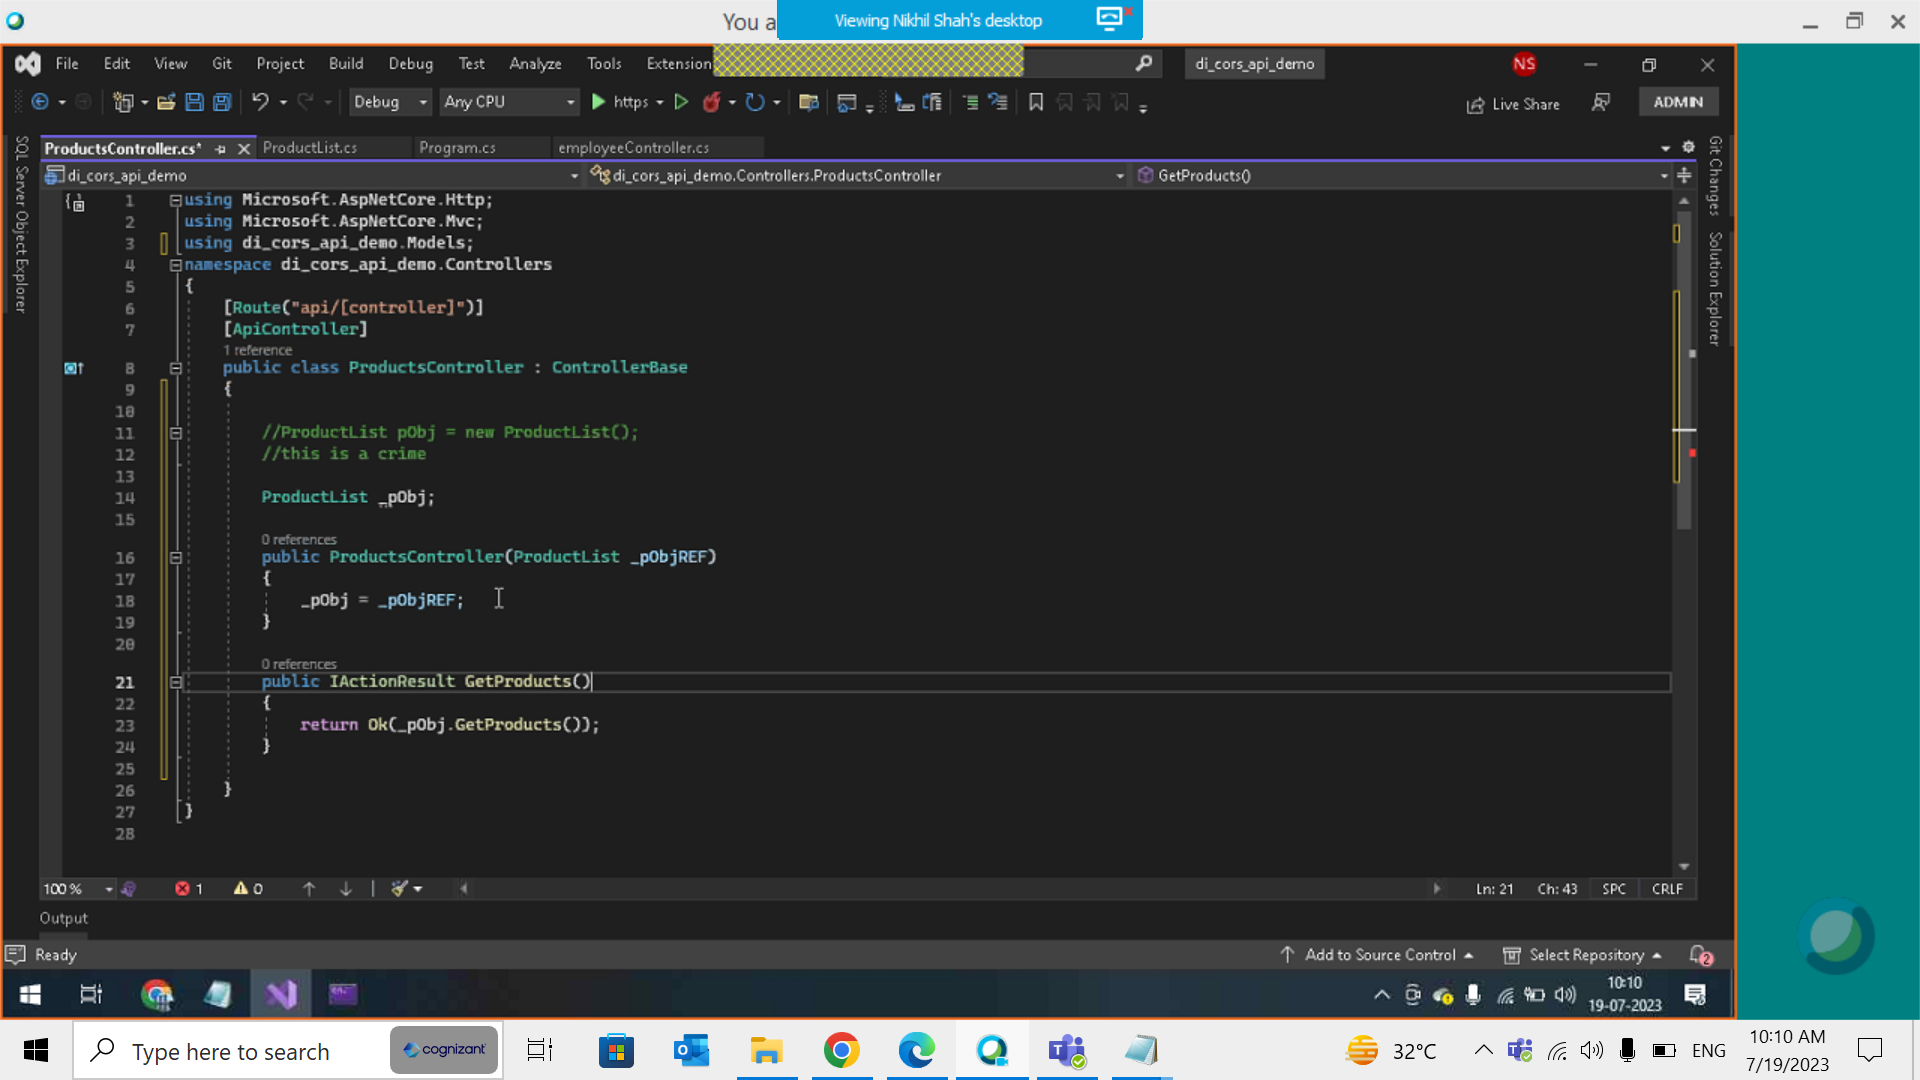 You a
Viewing Nikhil Shah's desktop
File Edit View Git Project Build Debug Test Analyze Tools Extension
di_cors_api_demo
NS
Debug
Any CPU
https
Live Share
ADMIN
SQL Server Object Explorer
ProductsController.cs*
ProductList.cs
Program.cs
employeeController.cs
Git Changes
Solution Explorer
di_cors_api_demo
di_cors_api_demo.Controllers.ProductsController
GetProducts()
1 using Microsoft.AspNetCore.Http;
2 using Microsoft.AspNetCore.Mvc;
3 using di_cors_api_demo.Models;
4 namespace di_cors_api_demo.Controllers
5 {
6 [Route("api/[controller]")]
7 [ApiController]
1 reference
8 public class ProductsController : ControllerBase
9 {
10
11 //ProductList pObj = new ProductList();
12 //this is a crime
13
14 ProductList _pObj;
15
0 references
16 public ProductsController(ProductList _pObjREF)
17 {
18 _pObj = _pObjREF;
19 }
20
0 references
21 public IActionResult GetProducts()
22 {
23 return Ok(_pObj.GetProducts());
24 }
25
26 }
27 }
28
100 %
1
0
Ln: 21 Ch: 43 SPC CRLF
Output
Ready
Add to Source Control
Select Repository
2
10:10
19-07-2023
Type here to search
cognizant
32°C
ENG
10:10 AM
7/19/2023